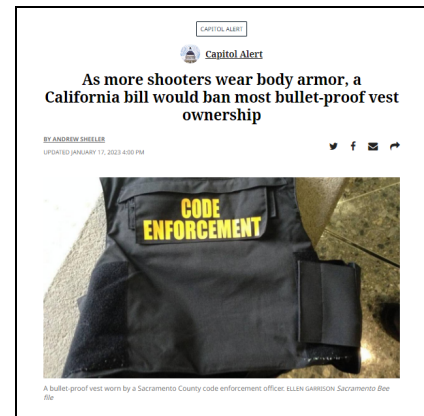 CAPITOL ALERT
Capitol Alert
As more shooters wear body armor, a
California bill would ban most bullet-proof vest
ownership
BY ANDREW SHEELER
UPDATED JANUARY 17, 2023 4:00 PM
CODE
ENFORCEMENT
A bullet-proof vest worn by a Sacramento County code enforcement officer. ELLEN GARRISON Sacramento Bee
file